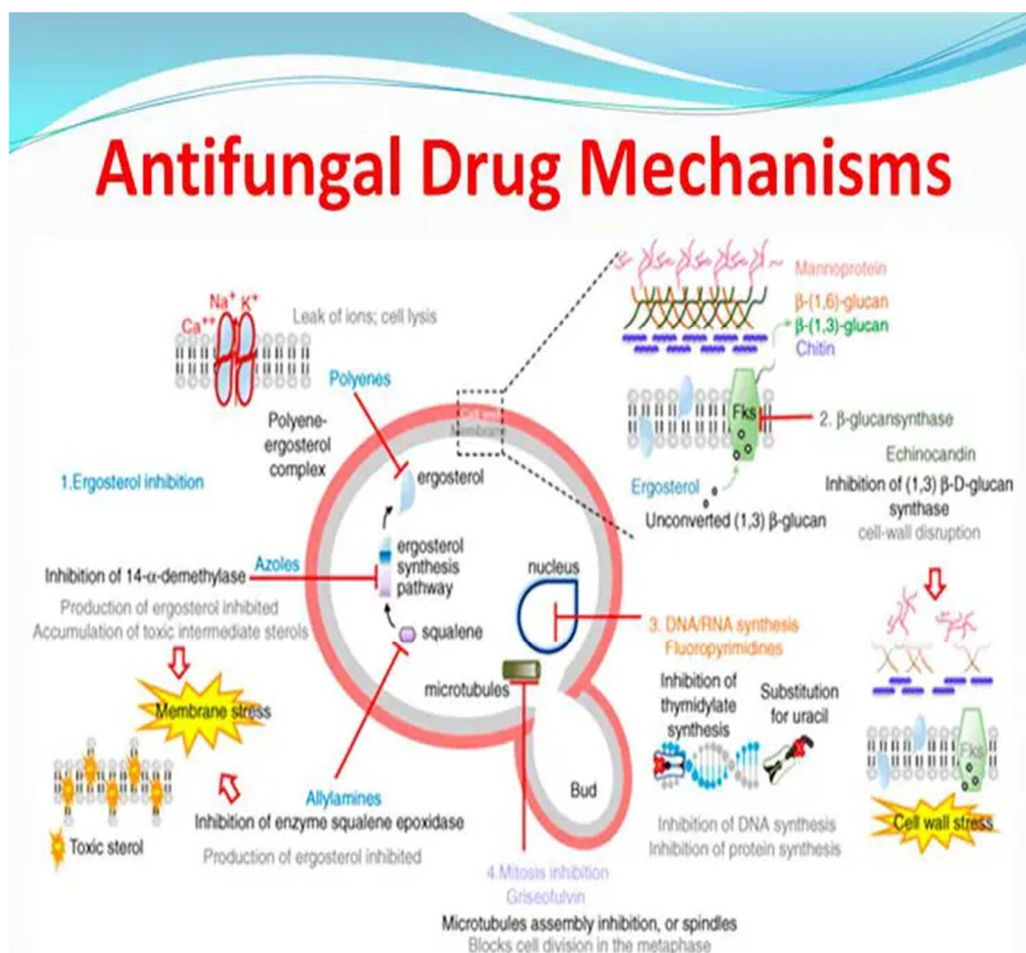 Antifungal Drug Mechanisms
Na+ K+
Ca++
Leak of ions; cell lysis
Polyenes
Polyene-
ergosterol
complex
1.Ergosterol inhibition
ergosterol
Azoles
Inhibition of 14-α-demethylase
Production of ergosterol inhibited
Accumulation of toxic intermediate sterols
ergosterol
synthesis
pathway
squalene
Membrane stress
Toxic sterol
Allylamines
Inhibition of enzyme squalene epoxidase
Production of ergosterol inhibited
Cell wall
Membrane
nucleus
microtubules
Bud
4.Mitosis inhibition
Griseofulvin
Microtubules assembly inhibition, or spindles
Blocks cell division in the metaphase
Mannoprotein
β-(1,6)-glucan
β-(1,3)-glucan
Chitin
Fks
2. β-glucansynthase
Echinocandin
Inhibition of (1,3) β-D-glucan
synthase
cell-wall disruption
Ergosterol
Unconverted (1,3) β-glucan
3. DNA/RNA synthesis
Fluoropyrimidines
Inhibition of
thymidylate
synthesis
Substitution
for uracil
Inhibition of DNA synthesis
Inhibition of protein synthesis
Fks
Cell wall stress